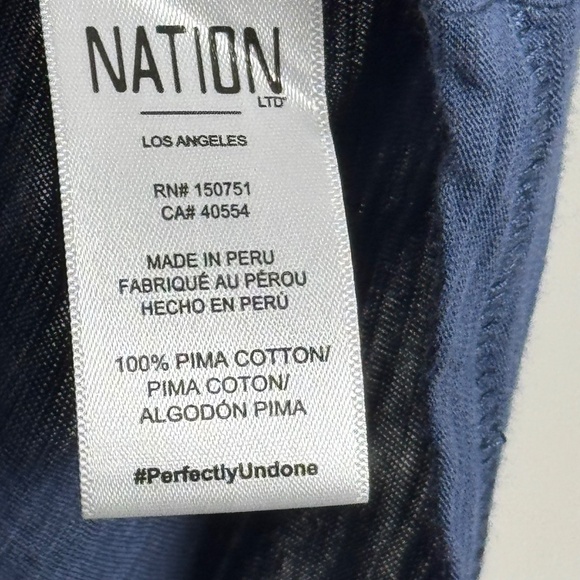 NATION
LTD
LOS ANGELES
RN# 150751
CA# 40554
MADE IN PERU
FABRIQUÉ AU PÉROU
HECHO EN PERÚ
100% PIMA COTTON/
PIMA COTON/
ALGODÓN PIMA
#PerfectlyUndone